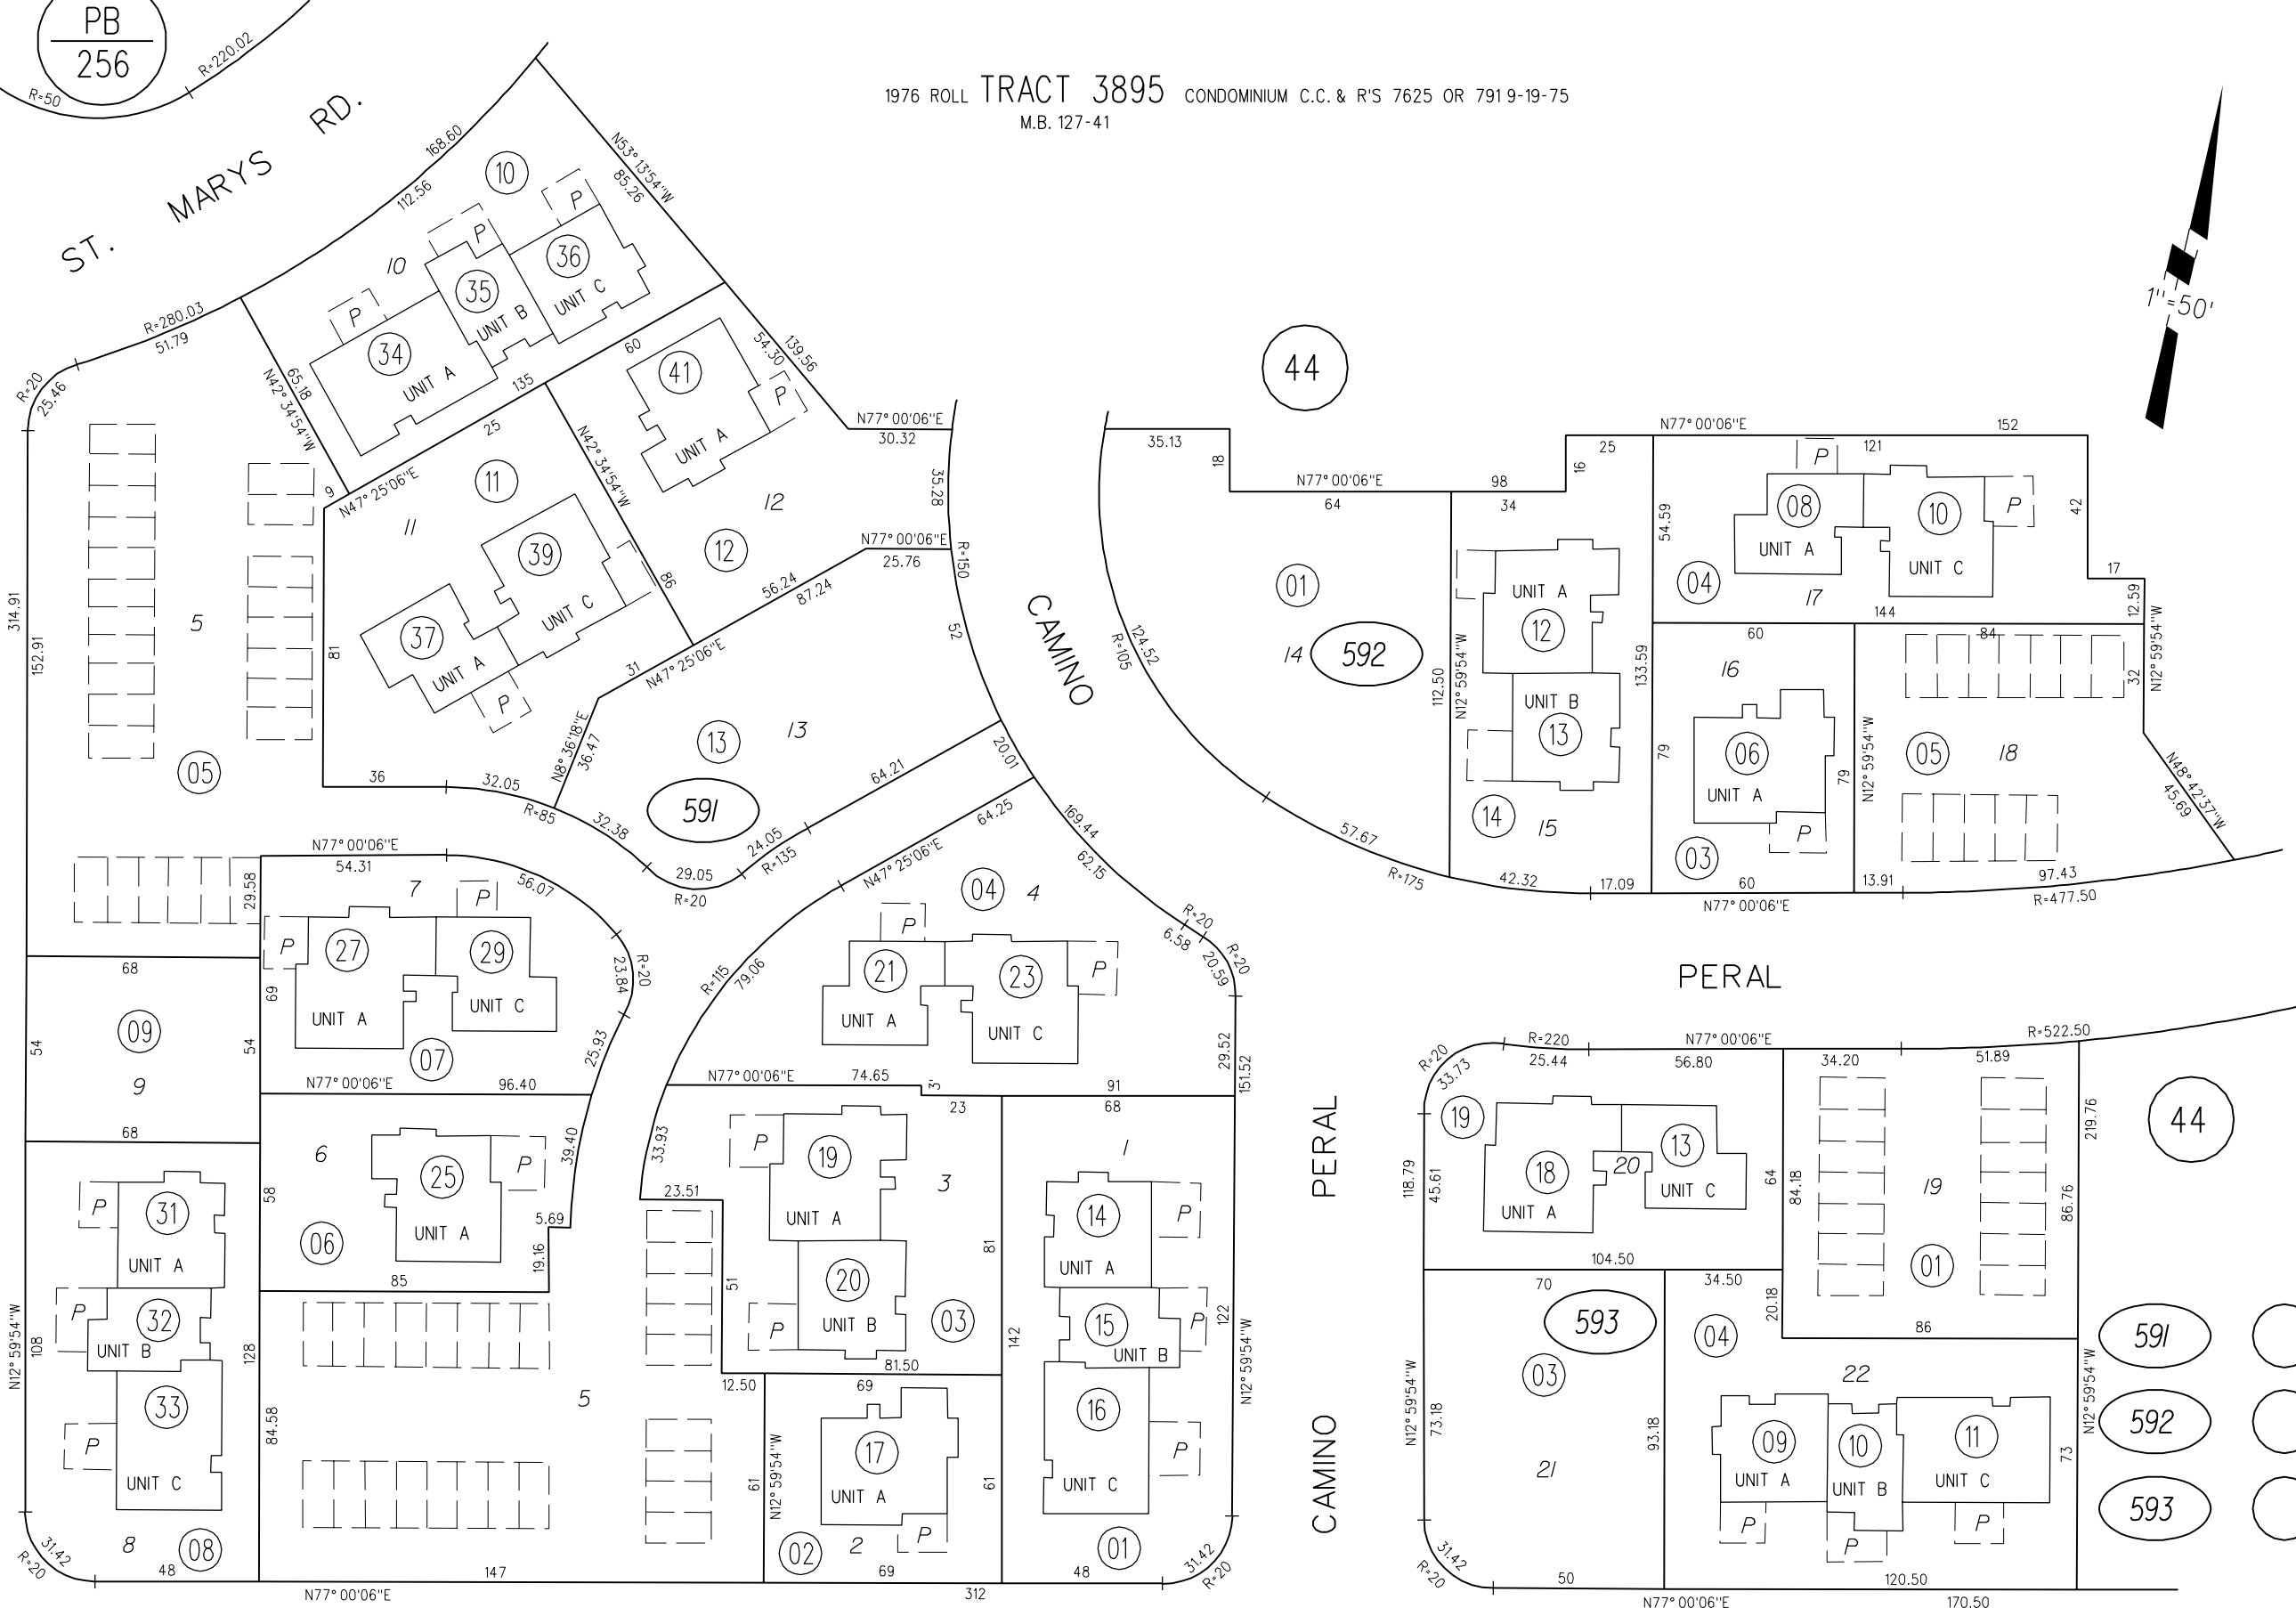 PB
256
R=50
R=220.02
1976 ROLL TRACT 3895 CONDOMINIUM C.C. & R'S 7625 OR 791 9-19-75
M.B. 127-41
ST. MARYS RD.
168.60
112.56
10
N53° 13'54"W
85.26
P
P
10
36
UNIT C
35
UNIT B
P
34
UNIT A
R=280.03
51.79
R=20
25.46
65.18
N42° 34'54"W
60
135
25
9
N47° 25'06"E
54.30
139.56
41
UNIT A
P
N77° 00'06"E
30.32
35.28
1"=50'
44
11
11
N42° 34'54"W
12
12
39
UNIT C
37
UNIT A
P
86
81
31
N47° 25'06"E
56.24
87.24
N77° 00'06"E
25.76
R=150
52
314.91
152.91
5
05
36
32.05
R=85
N8° 36'18"E
36.47
13
13
591
32.38
29.05
R=20
24.05
R=135
64.21
20.01
64.25
N47° 25'06"E
169.44
62.15
CAMINO
35.13
18
N77° 00'06"E
64
98
34
16
25
N77° 00'06"E
152
121
P
08
UNIT A
10
UNIT C
P
42
54.59
04
17
144
17
12.59
N12° 59'54"W
01
14
592
R=105
124.52
112.50
N12° 59'54"W
UNIT A
12
UNIT B
13
14
15
133.59
79
60
16
06
UNIT A
P
03
79
N12° 59'54"W
84
32
05
18
N48° 42'37"W
45.69
57.67
R=175
42.32
17.09
60
N77° 00'06"E
13.91
97.43
R=477.50
N77° 00'06"E
54.31
29.58
7
56.07
P
P
27
UNIT A
29
UNIT C
07
69
R=20
23.84
25.93
68
09
9
54
54
68
N77° 00'06"E
96.40
R=115
79.06
04
4
P
21
UNIT A
23
UNIT C
P
R=20
6.58
R=20
20.59
29.52
151.52
N77° 00'06"E
74.65
3
23
91
68
PERAL
R=20
33.73
R=220
25.44
N77° 00'06"E
56.80
34.20
R=522.50
51.89
6
25
UNIT A
P
06
58
39.40
5.69
19.16
85
33.93
23.51
P
19
UNIT A
3
20
UNIT B
P
03
51
81
81.50
1
14
UNIT A
P
15
UNIT B
P
16
UNIT C
P
142
122
N12° 59'54"W
P
31
UNIT A
P
32
UNIT B
33
UNIT C
P
N12° 59'54"W
108
128
84.58
5
8
08
31.42
R=20
48
147
N77° 00'06"E
12.50
69
61
N12° 59'54"W
17
UNIT A
P
02
2
69
61
312
01
48
31.42
R=20
CAMINO PERAL
19
18
UNIT A
20
13
UNIT C
118.79
45.61
64
84.18
19
01
219.76
86.76
44
104.50
70
34.50
20.18
86
593
03
04
22
N12° 59'54"W
73.18
93.18
21
09
UNIT A
10
UNIT B
11
UNIT C
P
P
P
73
N12° 59'54"W
591
592
593
31.42
R=20
50
120.50
N77° 00'06"E
170.50